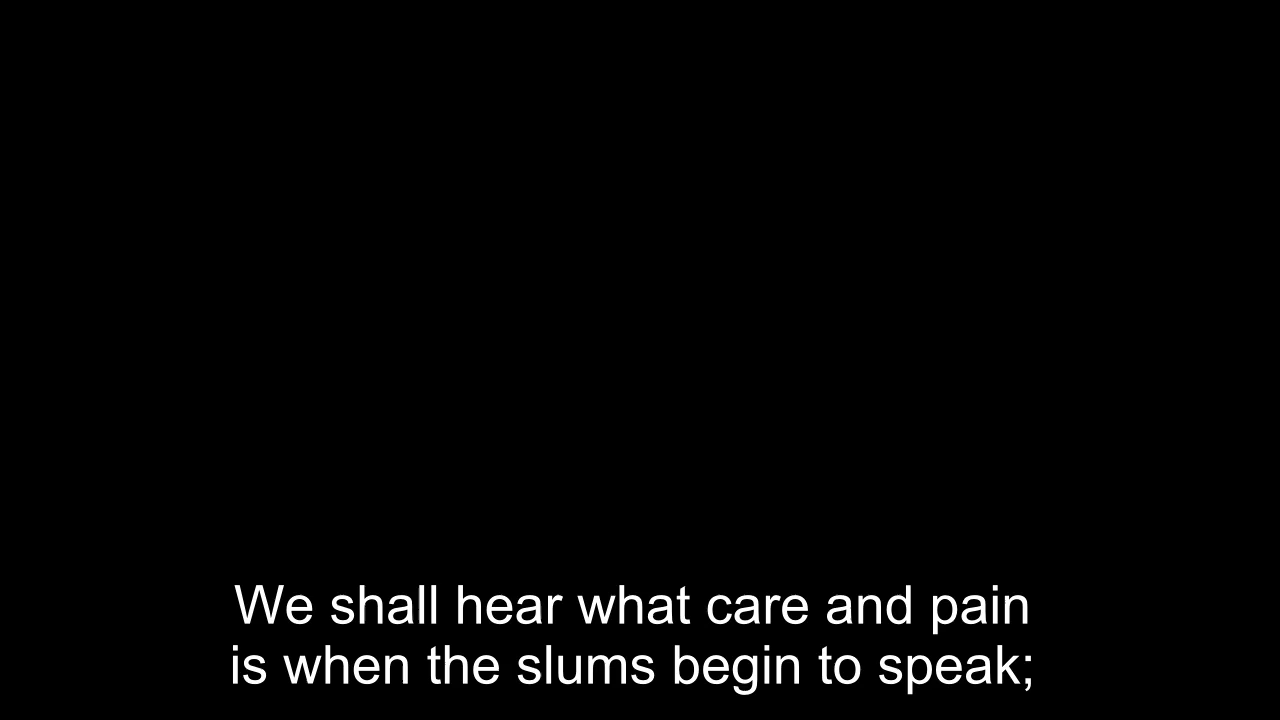 We shall hear what care and pain
is when the slums begin to speak;